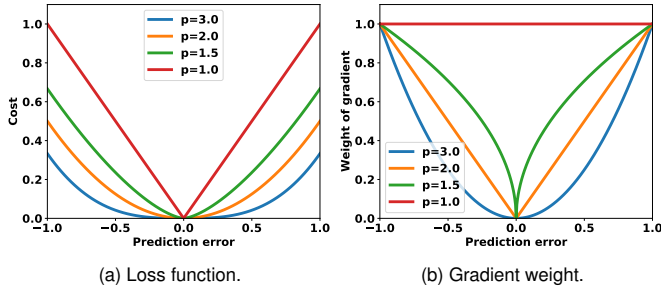 p=3.0
p=2.0
p=1.5
p=1.0
Cost
1.0
0.8
0.6
0.4
0.2
0.0
−1.0 −0.5 0.0 0.5 1.0
Prediction error
(a) Loss function.
Weight of gradient
1.0
0.8
0.6
0.4
0.2
0.0
p=3.0
p=2.0
p=1.5
p=1.0
−1.0 −0.5 0.0 0.5 1.0
Prediction error
(b) Gradient weight.